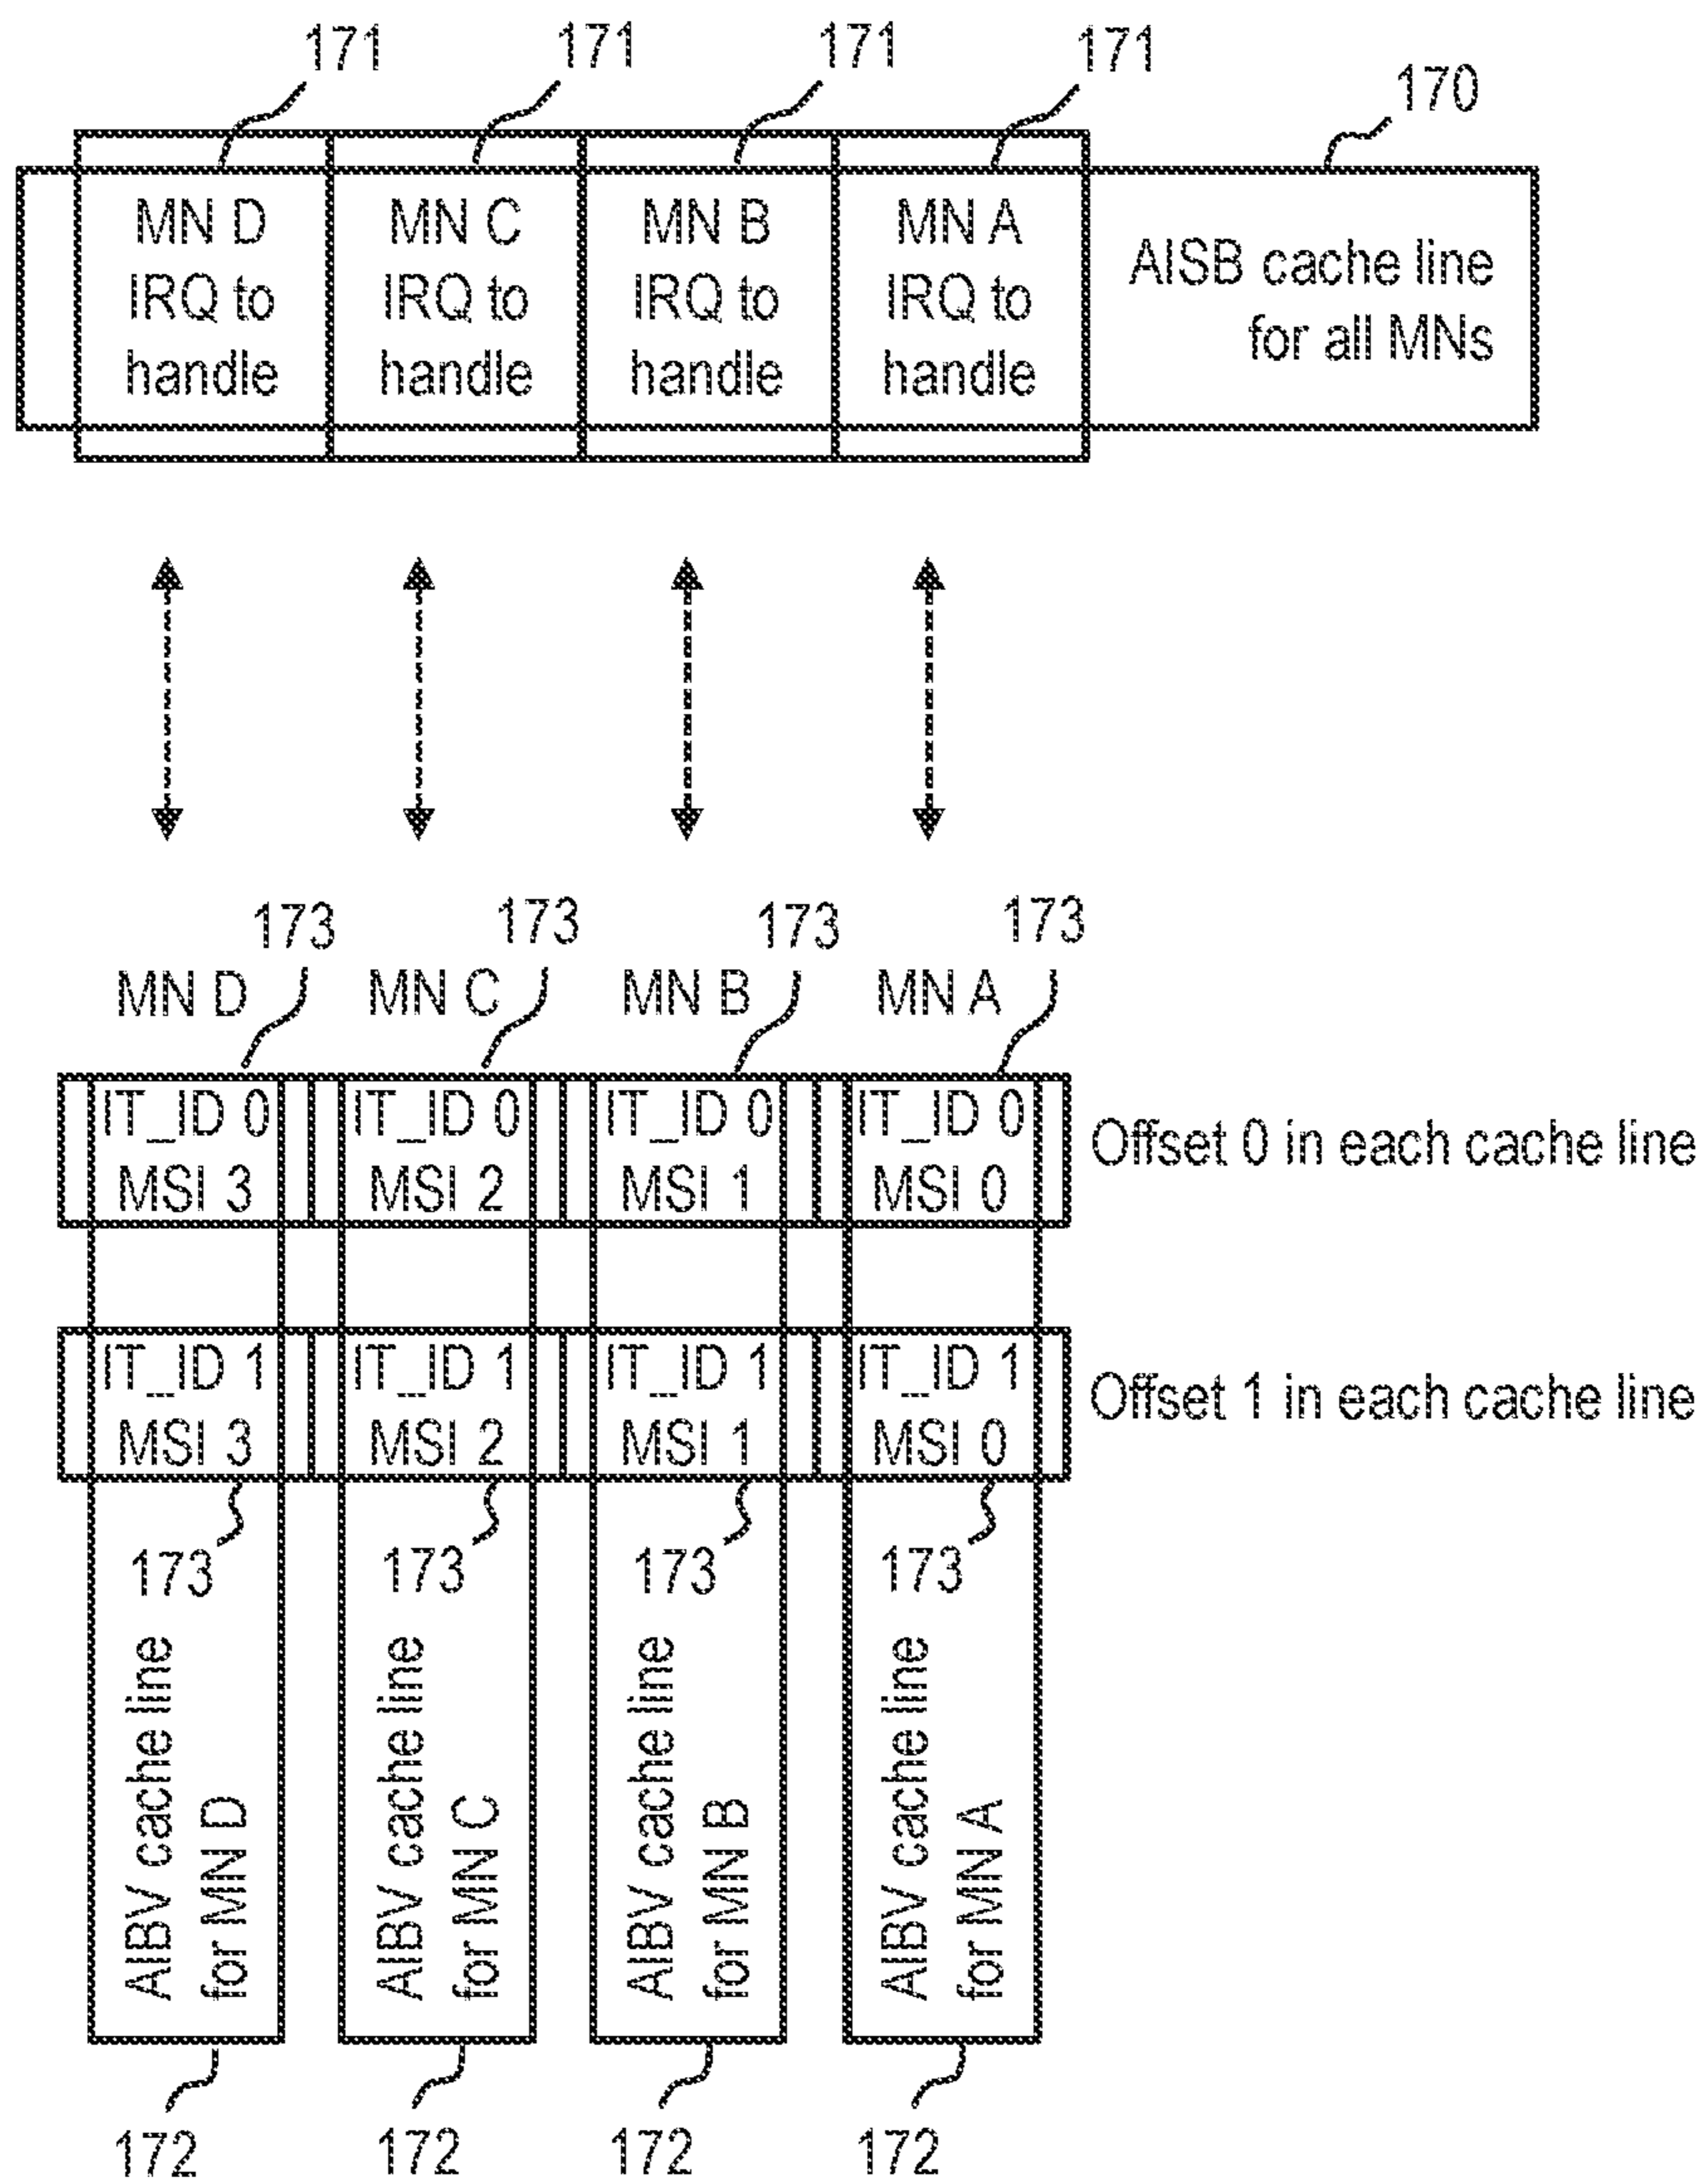 171 171 171 171 170
MN D MN C MN B MN A
IRQ to IRQ to IRQ to IRQ to
handle handle handle handle
AISB cache line
for all MNs
173 173 173 173
MN D MN C MN B MN A
IT_ID 0 IT_ID 0 IT_ID 0 IT_ID 0
MSI 3 MSI 2 MSI 1 MSI 0
Offset 0 in each cache line
IT_ID 1 IT_ID 1 IT_ID 1 IT_ID 1
MSI 3 MSI 2 MSI 1 MSI 0
Offset 1 in each cache line
173 173 173 173
AIBV cache line
for MN D
AIBV cache line
for MN C
AIBV cache line
for MN B
AIBV cache line
for MN A
172 172 172 172